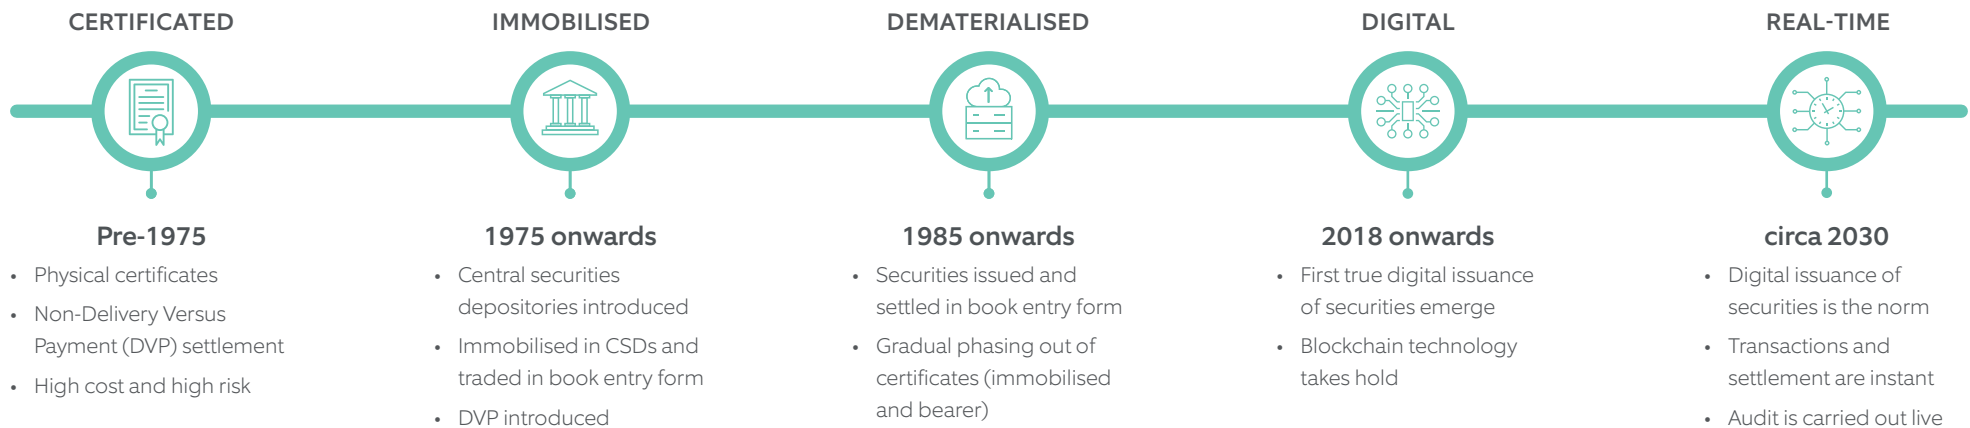 CERTIFICATED
Pre-1975
• Physical certificates
• Non-Delivery Versus
Payment (DVP) settlement
• High cost and high risk
IMMOBILISED
1975 onwards
• Central securities
depositories introduced
• Immobilised in CSDs and
traded in book entry form
• DVP introduced
DEMATERIALISED
1985 onwards
• Securities issued and
settled in book entry form
• Gradual phasing out of
certificates (immobilised
and bearer)
DIGITAL
2018 onwards
• First true digital issuance
of securities emerge
• Blockchain technology
takes hold
REAL-TIME
circa 2030
• Digital issuance of
securities is the norm
• Transactions and
settlement are instant
• Audit is carried out live